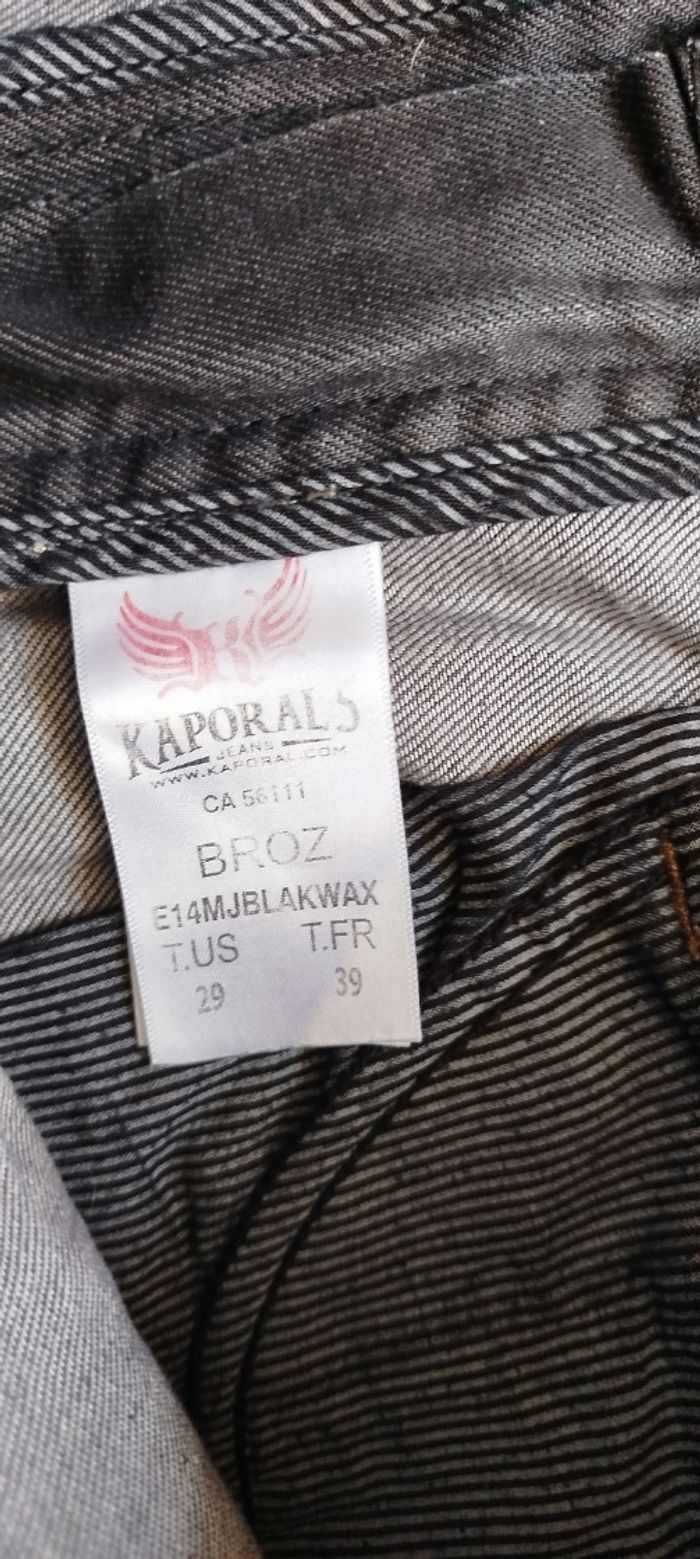 KAPORAL 5
JEANS
WWW.KAPORAL.COM
CA 56111
BROZ
E14MJBLAKWAX
T.US T.FR
29 39